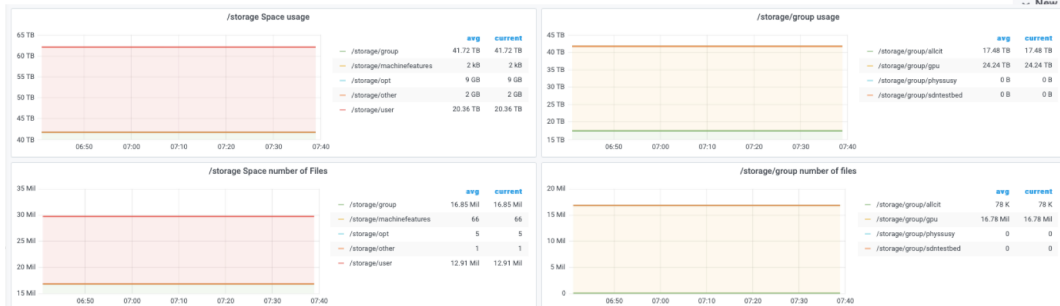 New
/storage Space usage
65 TB
60 TB
55 TB
50 TB
45 TB
40 TB
06:50 07:00 07:10 07:20 07:30 07:40
avg current
/storage/group 41.72 TB 41.72 TB
/storage/machinefeatures 2 kB 2 kB
/storage/opt 9 GB 9 GB
/storage/other 2 GB 2 GB
/storage/user 20.36 TB 20.36 TB
/storage/group usage
45 TB
40 TB
35 TB
30 TB
25 TB
20 TB
15 TB
06:50 07:00 07:10 07:20 07:30 07:40
avg current
/storage/group/allcit 17.48 TB 17.48 TB
/storage/group/gpu 24.24 TB 24.24 TB
/storage/group/physsusy 0 B 0 B
/storage/group/sdntestbed 0 B 0 B
/storage Space number of Files
35 Mil
30 Mil
25 Mil
20 Mil
15 Mil
06:50 07:00 07:10 07:20 07:30 07:40
avg current
/storage/group 16.85 Mil 16.85 Mil
/storage/machinefeatures 66 66
/storage/opt 5 5
/storage/other 1 1
/storage/user 12.91 Mil 12.91 Mil
/storage/group number of files
20 Mil
15 Mil
10 Mil
5 Mil
0
06:50 07:00 07:10 07:20 07:30 07:40
avg current
/storage/group/allcit 78 K 78 K
/storage/group/gpu 16.78 Mil 16.78 Mil
/storage/group/physsusy 0 0
/storage/group/sdntestbed 0 0